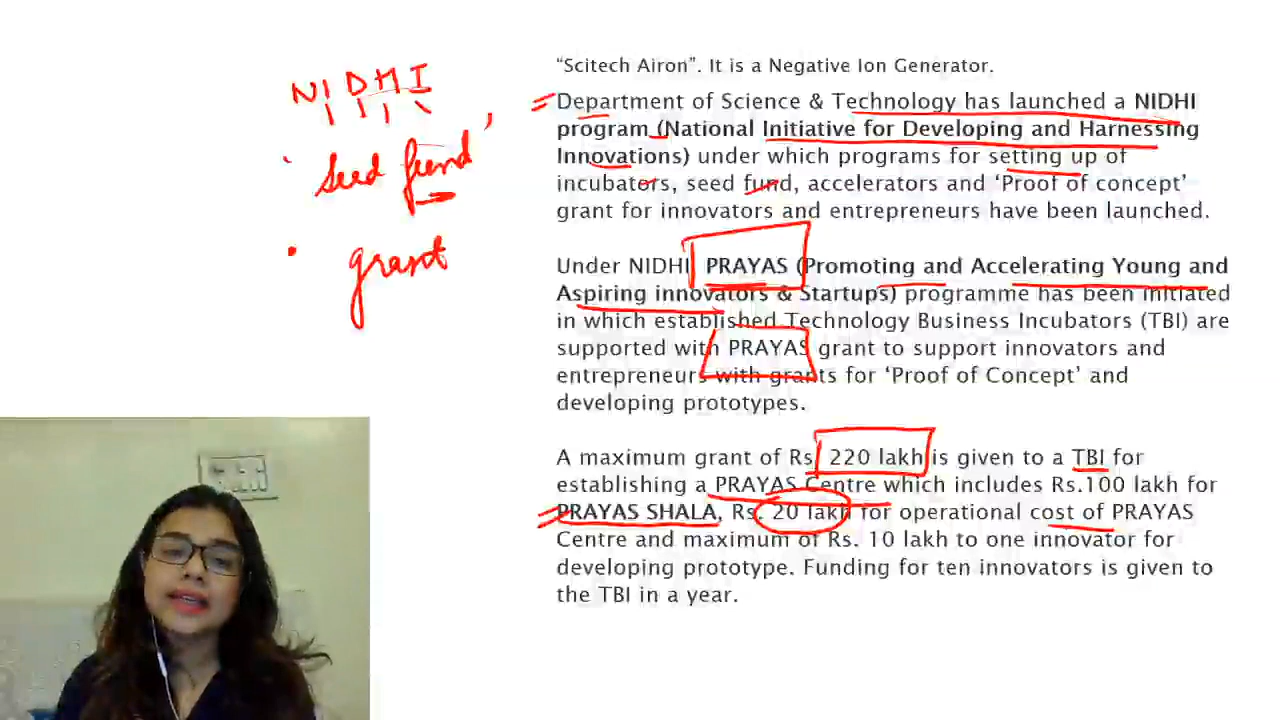 NIDHI
seed fund
grant
“Scitech Airon”. It is a Negative Ion Generator.
Department of Science & Technology has launched a NIDHI
program (National Initiative for Developing and Harnessing
Innovations) under which programs for setting up of
incubators, seed fund, accelerators and ‘Proof of concept’
grant for innovators and entrepreneurs have been launched.
Under NIDHI PRAYAS (Promoting and Accelerating Young and
Aspiring innovators & Startups) programme has been initiated
in which established Technology Business Incubators (TBI) are
supported with PRAYAS grant to support innovators and
entrepreneurs with grants for ‘Proof of Concept’ and
developing prototypes.
A maximum grant of Rs. 220 lakh is given to a TBI for
establishing a PRAYAS Centre which includes Rs.100 lakh for
PRAYAS SHALA, Rs. 20 lakh for operational cost of PRAYAS
Centre and maximum of Rs. 10 lakh to one innovator for
developing prototype. Funding for ten innovators is given to
the TBI in a year.